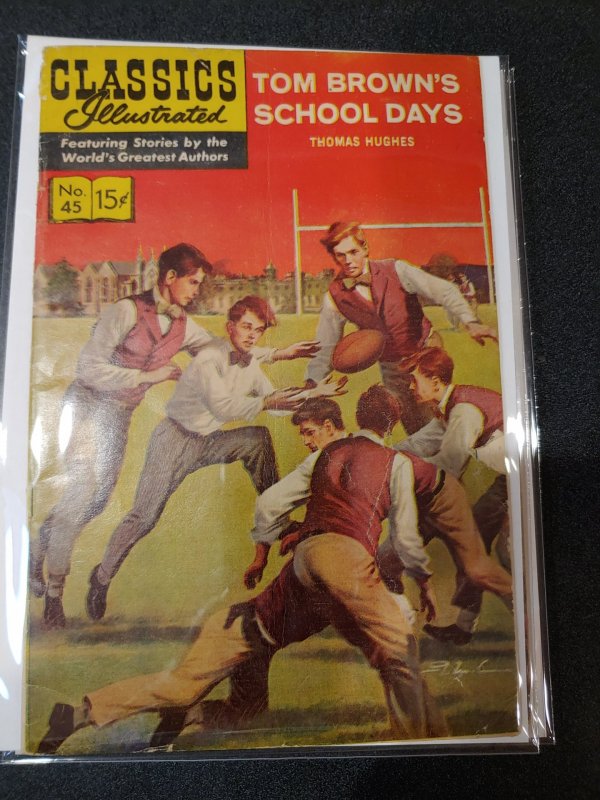 CLASSICS
Illustrated
Featuring Stories by the
World's Greatest Authors
No.
45
15¢
TOM BROWN'S
SCHOOL DAYS
THOMAS HUGHES